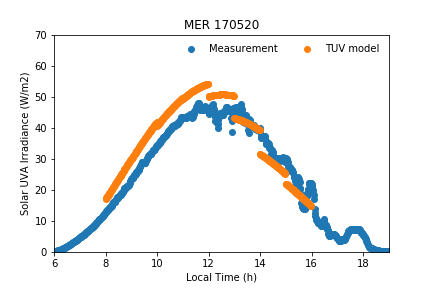 MER 170520
Measurement TUV model
Solar UVA Irradiance (W/m2)
70
60
50
40
30
20
10
0
6 8 10 12 14 16 18
Local Time (h)